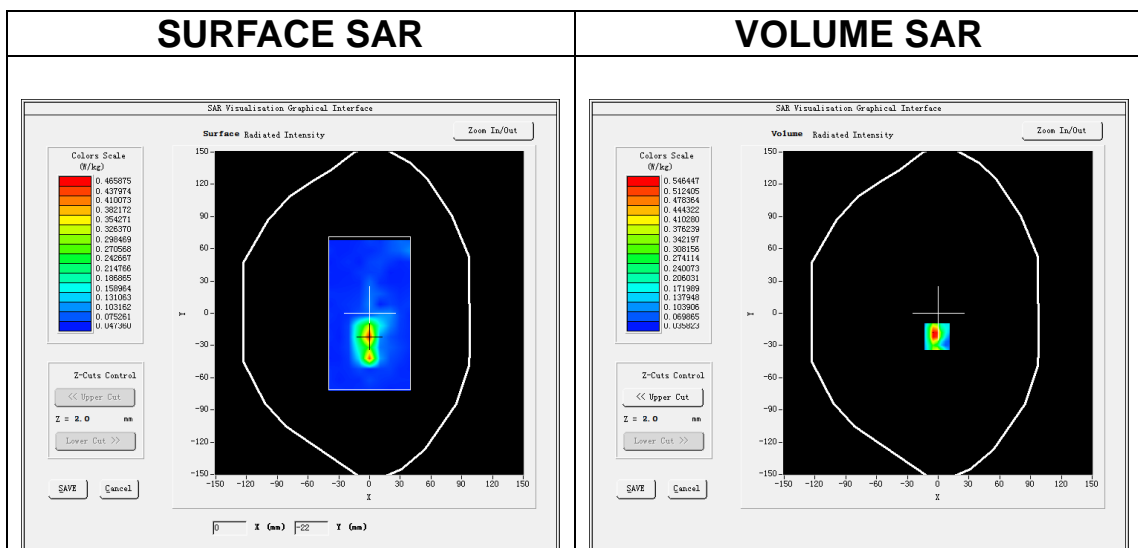 SURFACE SAR
VOLUME SAR
SAR Visualisation Graphical Interface
Surface Radiated Intensity
Zoom In/Out
Colors Scale
(W/kg)
0.465875
0.437974
0.410073
0.382172
0.354271
0.326370
0.298469
0.270568
0.242667
0.214766
0.186865
0.158964
0.131063
0.103162
0.075261
0.047360
Z-Cuts Control
<< Upper Cut
Z = 2.0 mm
Lower Cut >>
SAVE
Cancel
150
120
90
60
30
0
-30
-60
-90
-120
-150
Y
-150 -120 -90 -60 -30 0 30 60 90 120 150
X
0 X (mm) -22 Y (mm)
SAR Visualisation Graphical Interface
Volume Radiated Intensity
Zoom In/Out
Colors Scale
(W/kg)
0.546447
0.512405
0.478364
0.444322
0.410280
0.376239
0.342197
0.308156
0.274114
0.240073
0.206031
0.171989
0.137948
0.103906
0.069865
0.035823
Z-Cuts Control
<< Upper Cut
Z = 2.0 mm
Lower Cut >>
SAVE
Cancel
150
120
90
60
30
0
-30
-60
-90
-120
-150
Y
-150 -120 -90 -60 -30 0 30 60 90 120 150
X